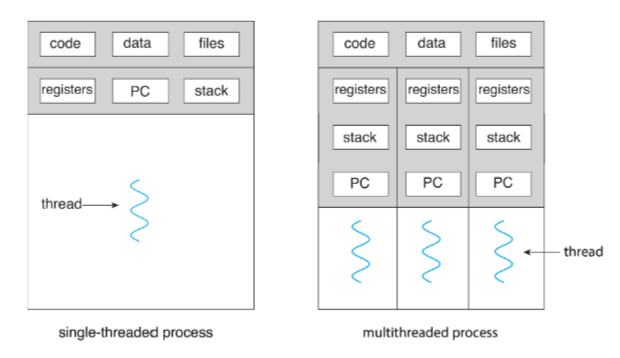 code data files
registers PC stack
thread
single-threaded process
code data files
registers registers registers
stack stack stack
PC PC PC
thread
multithreaded process